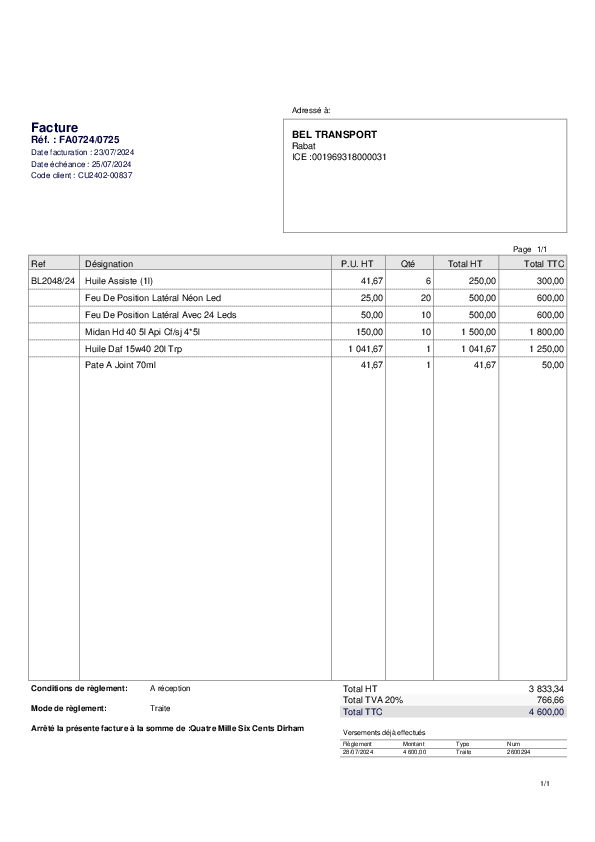 Adressé à:
Facture
Réf. : FA0724/0725
Date facturation : 23/07/2024
Date échéance : 25/07/2024
Code client : CU2402-00837
BEL TRANSPORT
Rabat
ICE :001969318000031
Page 1/1
Ref Désignation P.U. HT Qté Total HT Total TTC
BL2048/24 Huile Assiste (1l) 41,67 6 250,00 300,00
Feu De Position Latéral Néon Led 25,00 20 500,00 600,00
Feu De Position Latéral Avec 24 Leds 50,00 10 500,00 600,00
Midan Hd 40 5l Api Cf/sj 4*5l 150,00 10 1 500,00 1 800,00
Huile Daf 15w40 20l Trp 1 041,67 1 1 041,67 1 250,00
Pate A Joint 70ml 41,67 1 41,67 50,00
Conditions de règlement: A réception
Mode de règlement: Traite
Arrêté la présente facture à la somme de :Quatre Mille Six Cents Dirham
Total HT 3 833,34
Total TVA 20% 766,66
Total TTC 4 600,00
Versements déjà effectués
Règlement Montant Type Num
28/07/2024 4 600,00 Traite 2600294
1/1